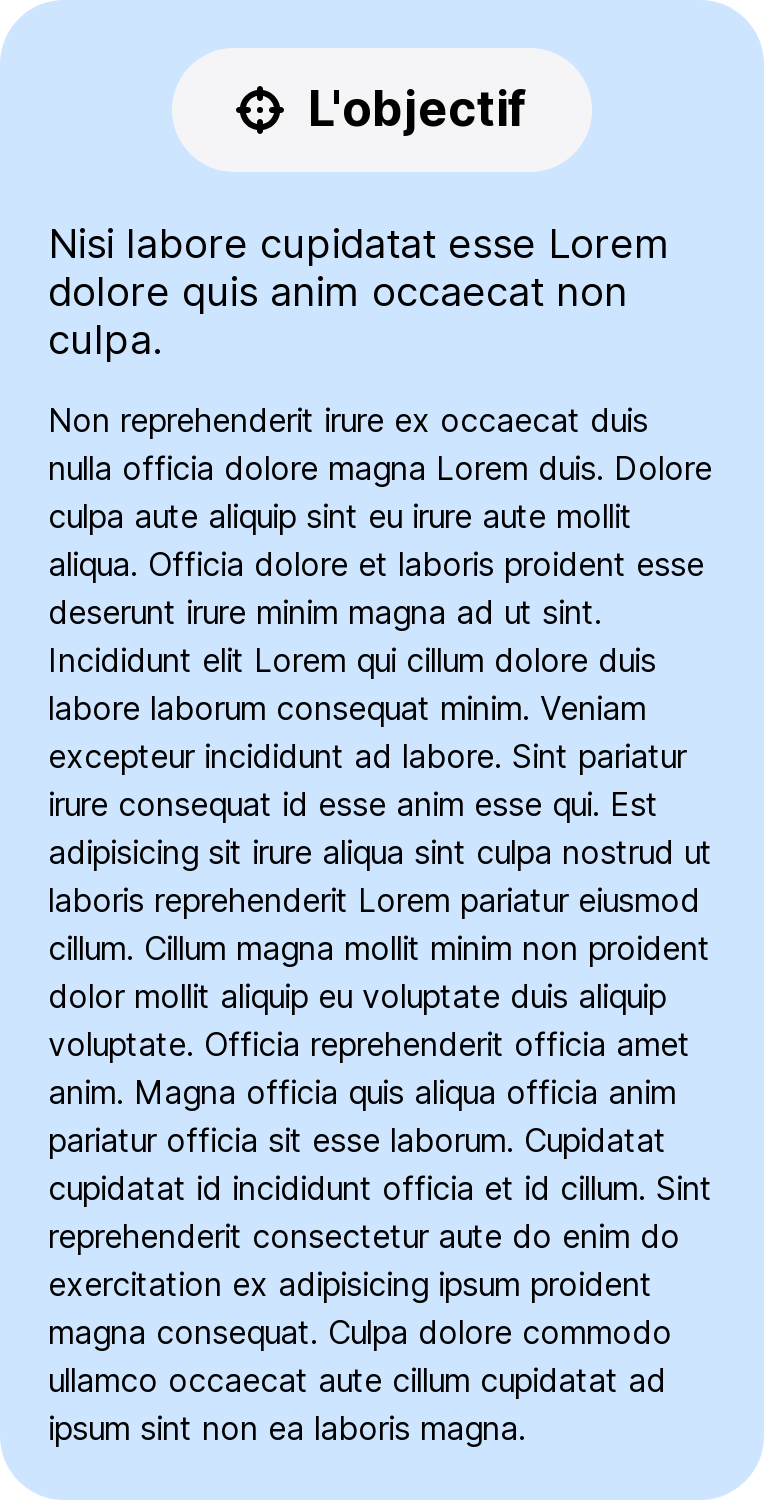 L'objectif
Nisi labore cupidatat esse Lorem
dolore quis anim occaecat non
culpa.
Non reprehenderit irure ex occaecat duis
nulla officia dolore magna Lorem duis. Dolore
culpa aute aliquip sint eu irure aute mollit
aliqua. Officia dolore et laboris proident esse
deserunt irure minim magna ad ut sint.
Incididunt elit Lorem qui cillum dolore duis
labore laborum consequat minim. Veniam
excepteur incididunt ad labore. Sint pariatur
irure consequat id esse anim esse qui. Est
adipisicing sit irure aliqua sint culpa nostrud ut
laboris reprehenderit Lorem pariatur eiusmod
cillum. Cillum magna mollit minim non proident
dolor mollit aliquip eu voluptate duis aliquip
voluptate. Officia reprehenderit officia amet
anim. Magna officia quis aliqua officia anim
pariatur officia sit esse laborum. Cupidatat
cupidatat id incididunt officia et id cillum. Sint
reprehenderit consectetur aute do enim do
exercitation ex adipisicing ipsum proident
magna consequat. Culpa dolore commodo
ullamco occaecat aute cillum cupidatat ad
ipsum sint non ea laboris magna.